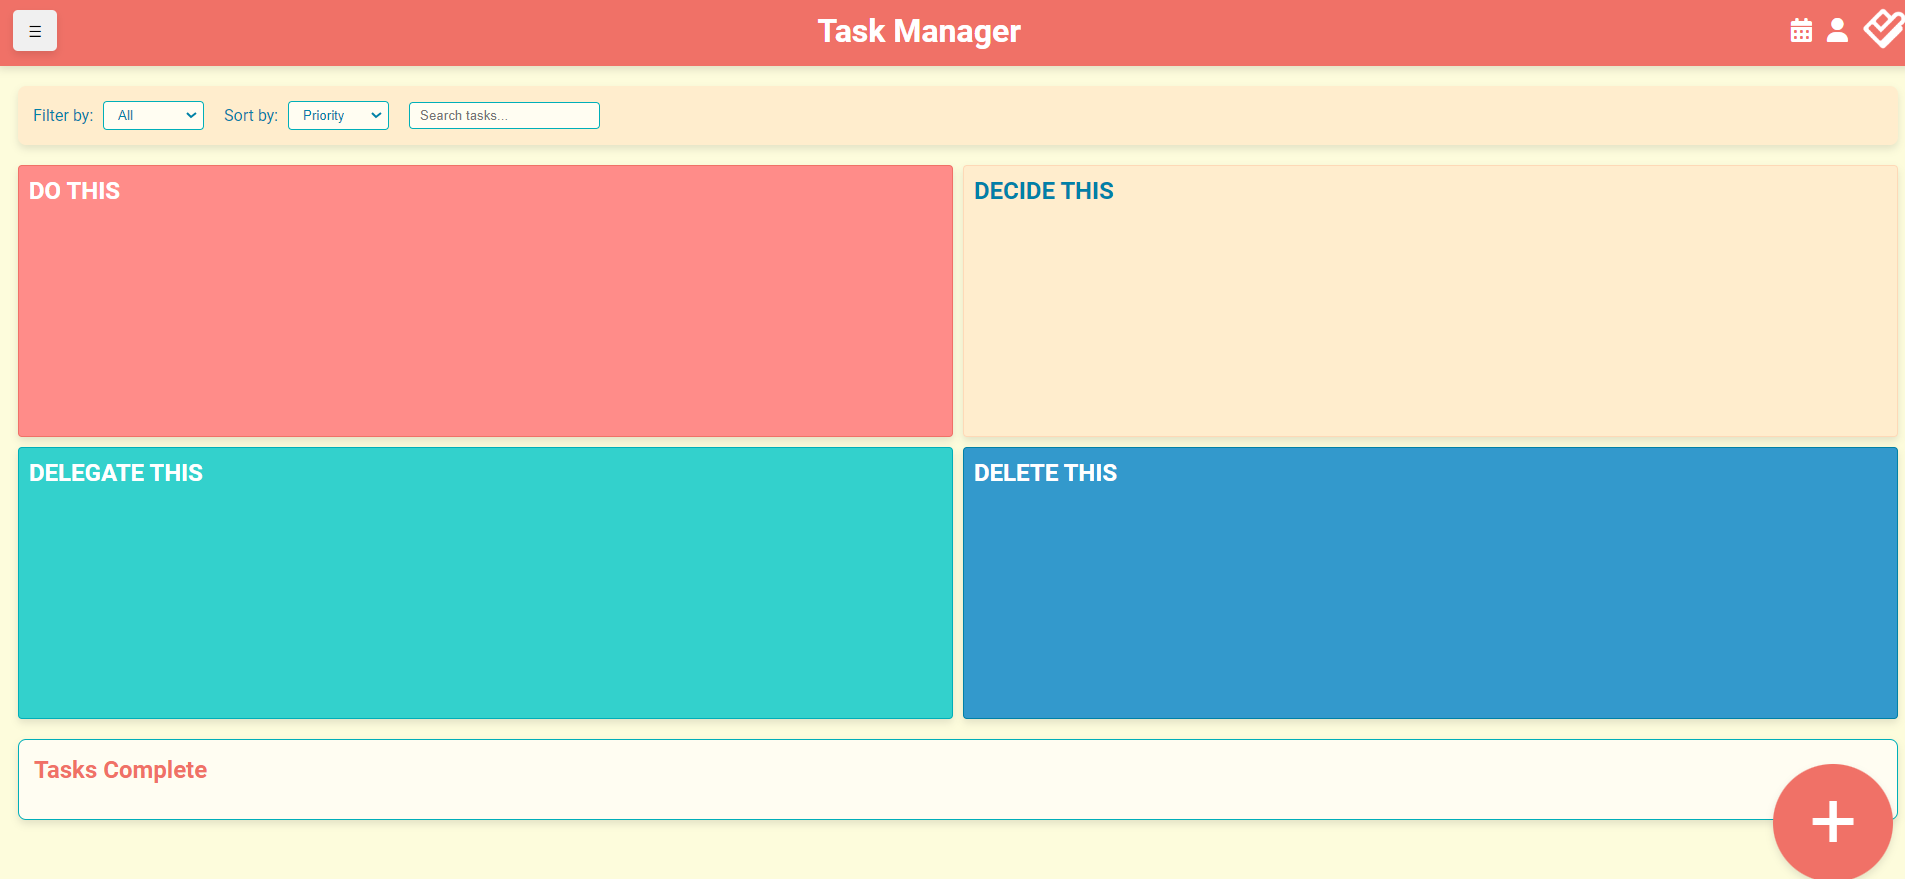 Task Manager
Filter by: All Sort by: Priority Search tasks...
DO THIS
DECIDE THIS
DELEGATE THIS
DELETE THIS
Tasks Complete